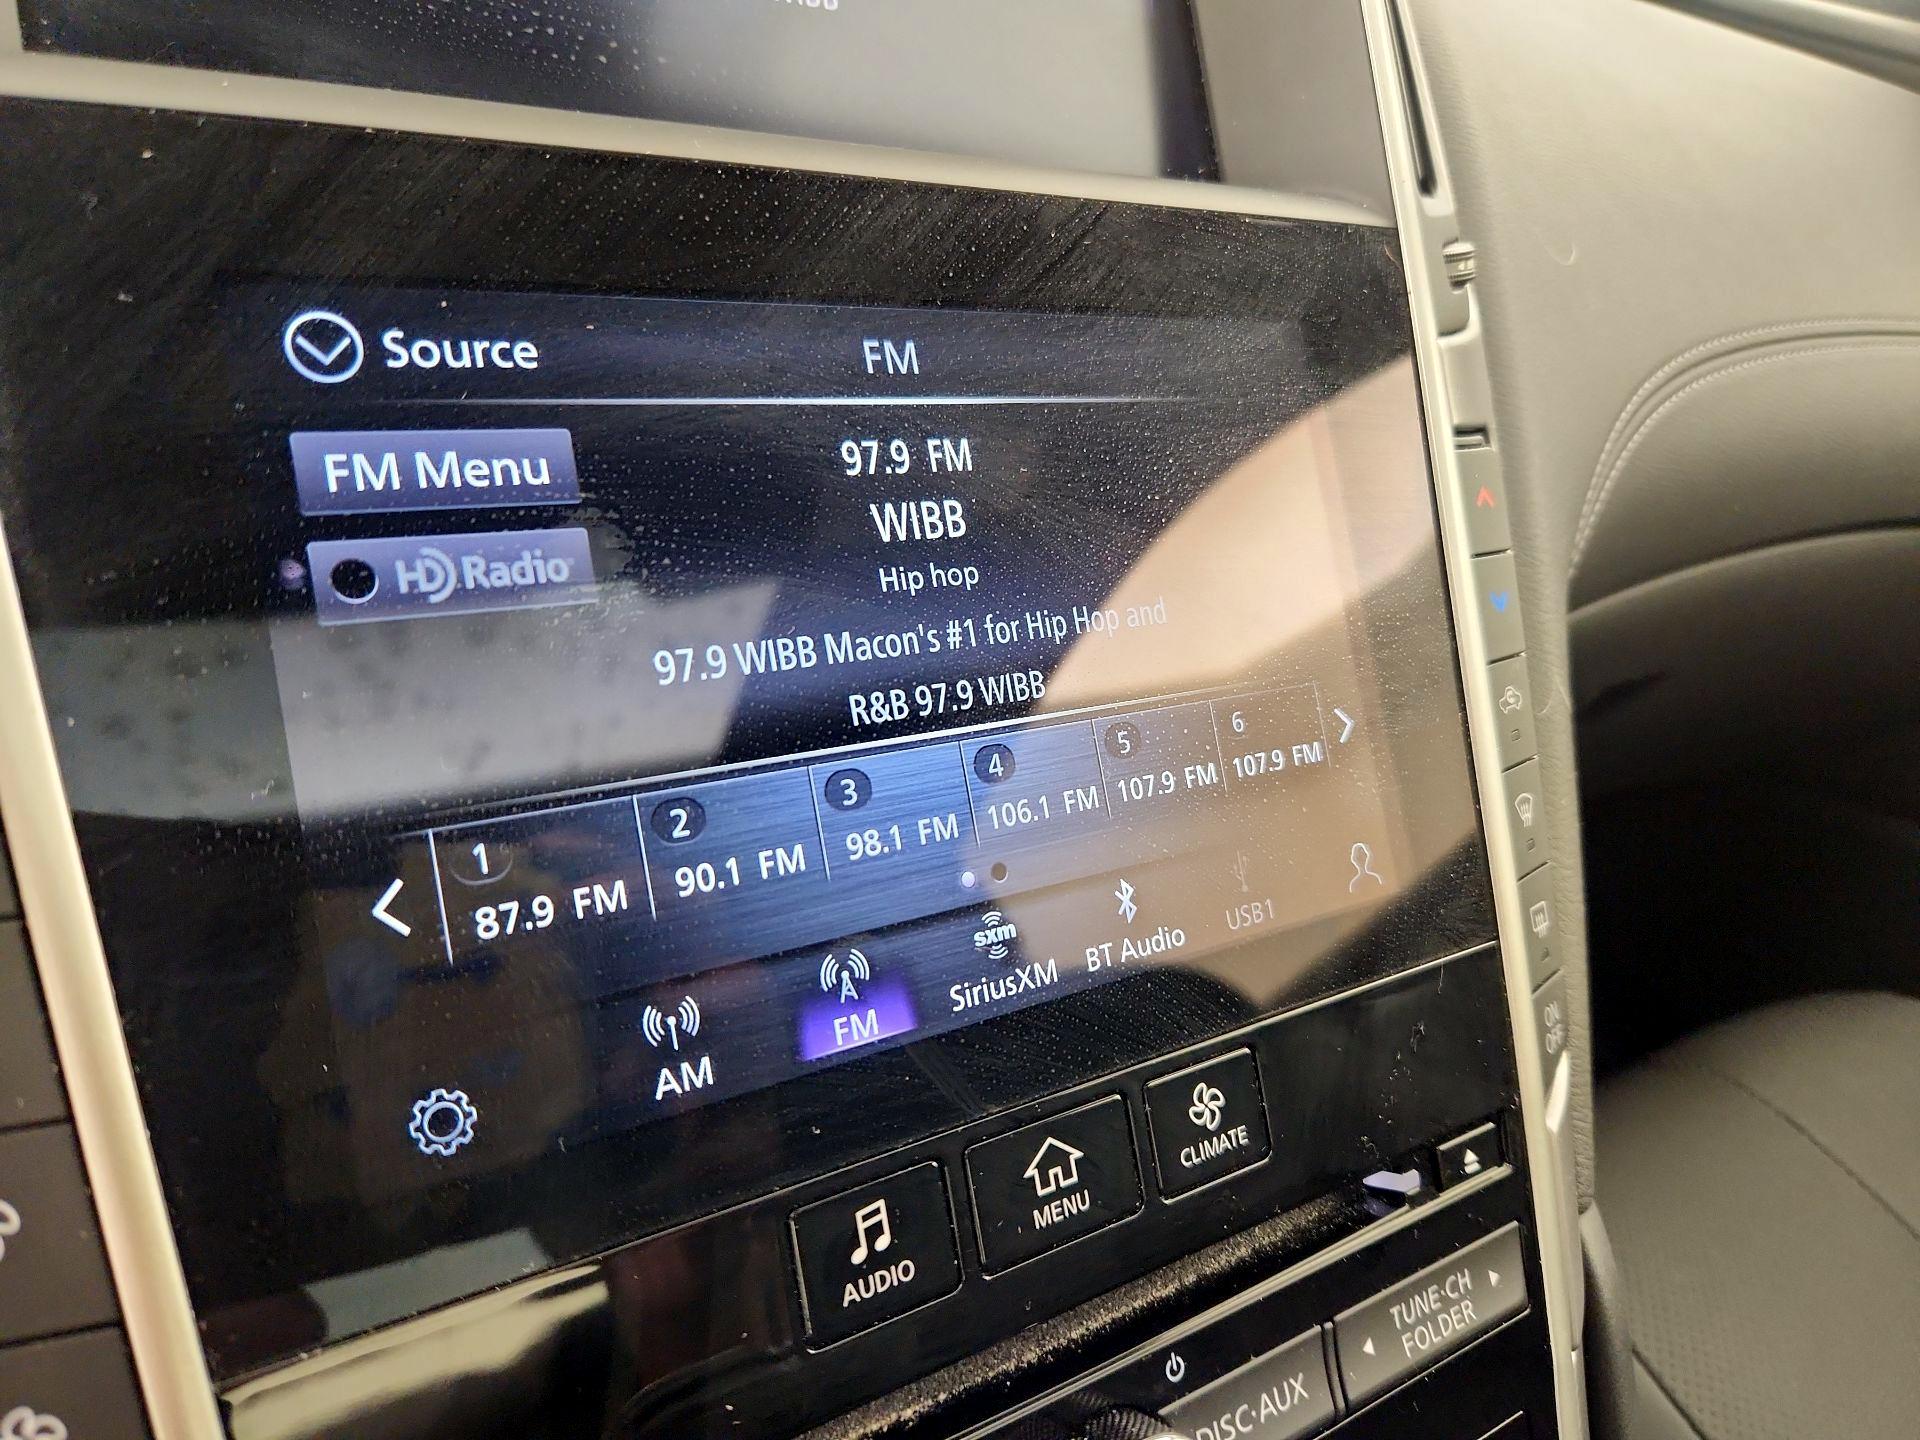 Source
FM
FM Menu
97.9 FM
WIBB
HD Radio
Hip hop
97.9 WIBB Macon's #1 for Hip Hop and
R&B 97.9 WIBB
1
87.9 FM
2
90.1 FM
3
98.1 FM
4
106.1 FM
5
107.9 FM
6
107.9 FM
AM
FM
sxm
SiriusXM
BT Audio
USB1
AUDIO
MENU
CLIMATE
ON
OFF
TUNE·CH
FOLDER
DISC·AUX